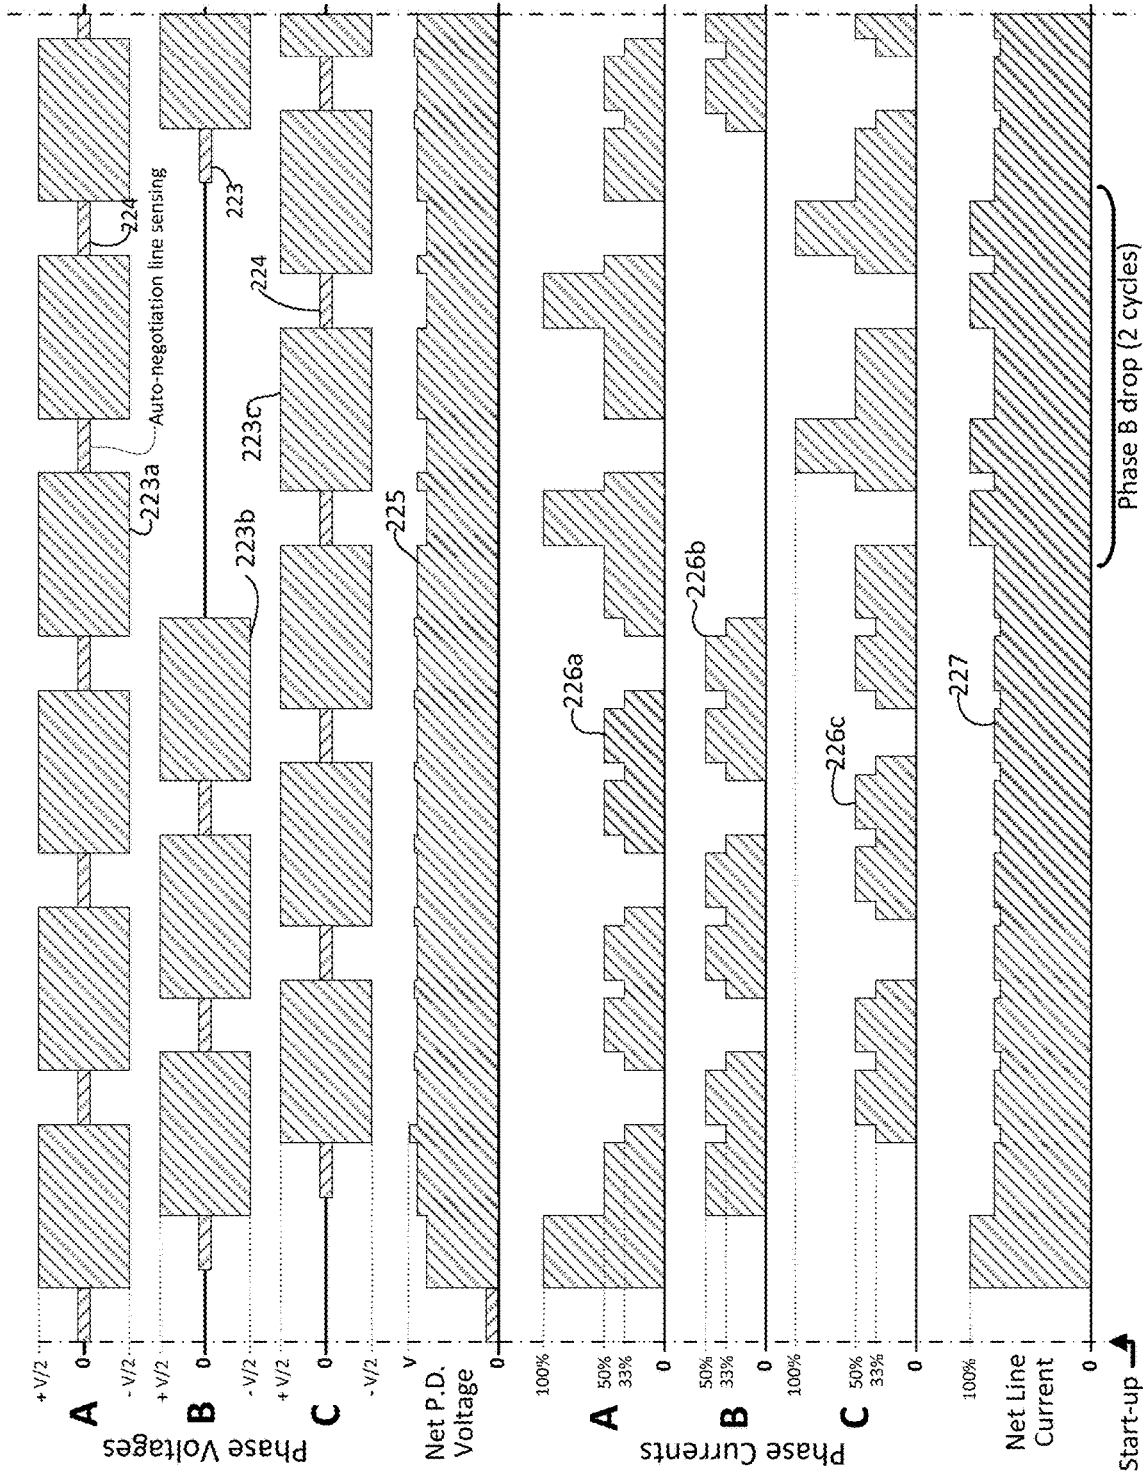 Phase Voltages
A
+ V/2
0
- V/2
224
Auto-negotiation line sensing
223a
B
+ V/2
0
- V/2
223b
223
C
+ V/2
0
- V/2
223c
224
Net P.D.
Voltage
V
0
225
Phase Currents
A
100%
50%
33%
0
226a
B
50%
33%
0
226b
C
100%
50%
33%
0
226c
Net Line
Current
100%
0
227
Start-up
Phase B drop (2 cycles)